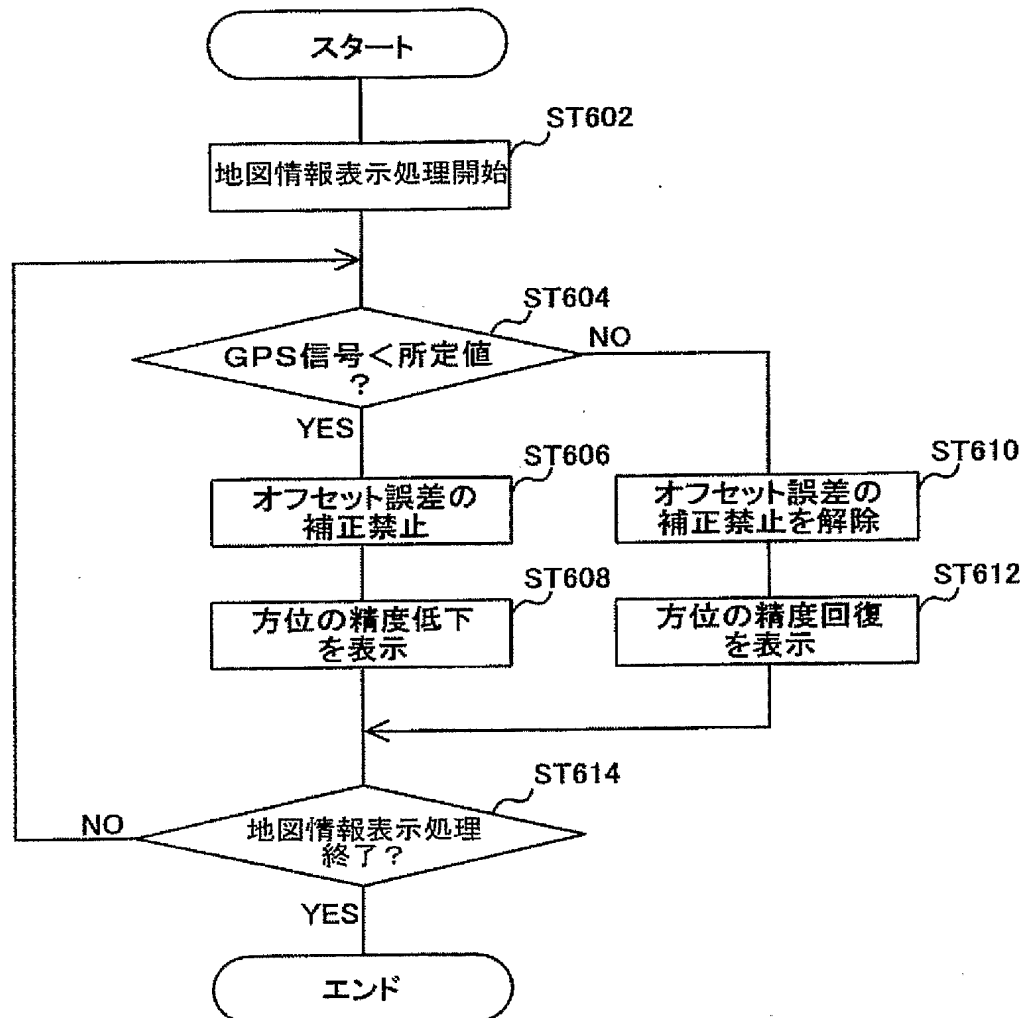 スタート
ST602
地図情報表示処理開始
ST604
GPS信号<所定値
?
NO
YES
ST606
オフセット誤差の
補正禁止
ST610
オフセット誤差の
補正禁止を解除
ST608
方位の精度低下
を表示
ST612
方位の精度回復
を表示
ST614
地図情報表示処理
終了?
NO
YES
エンド